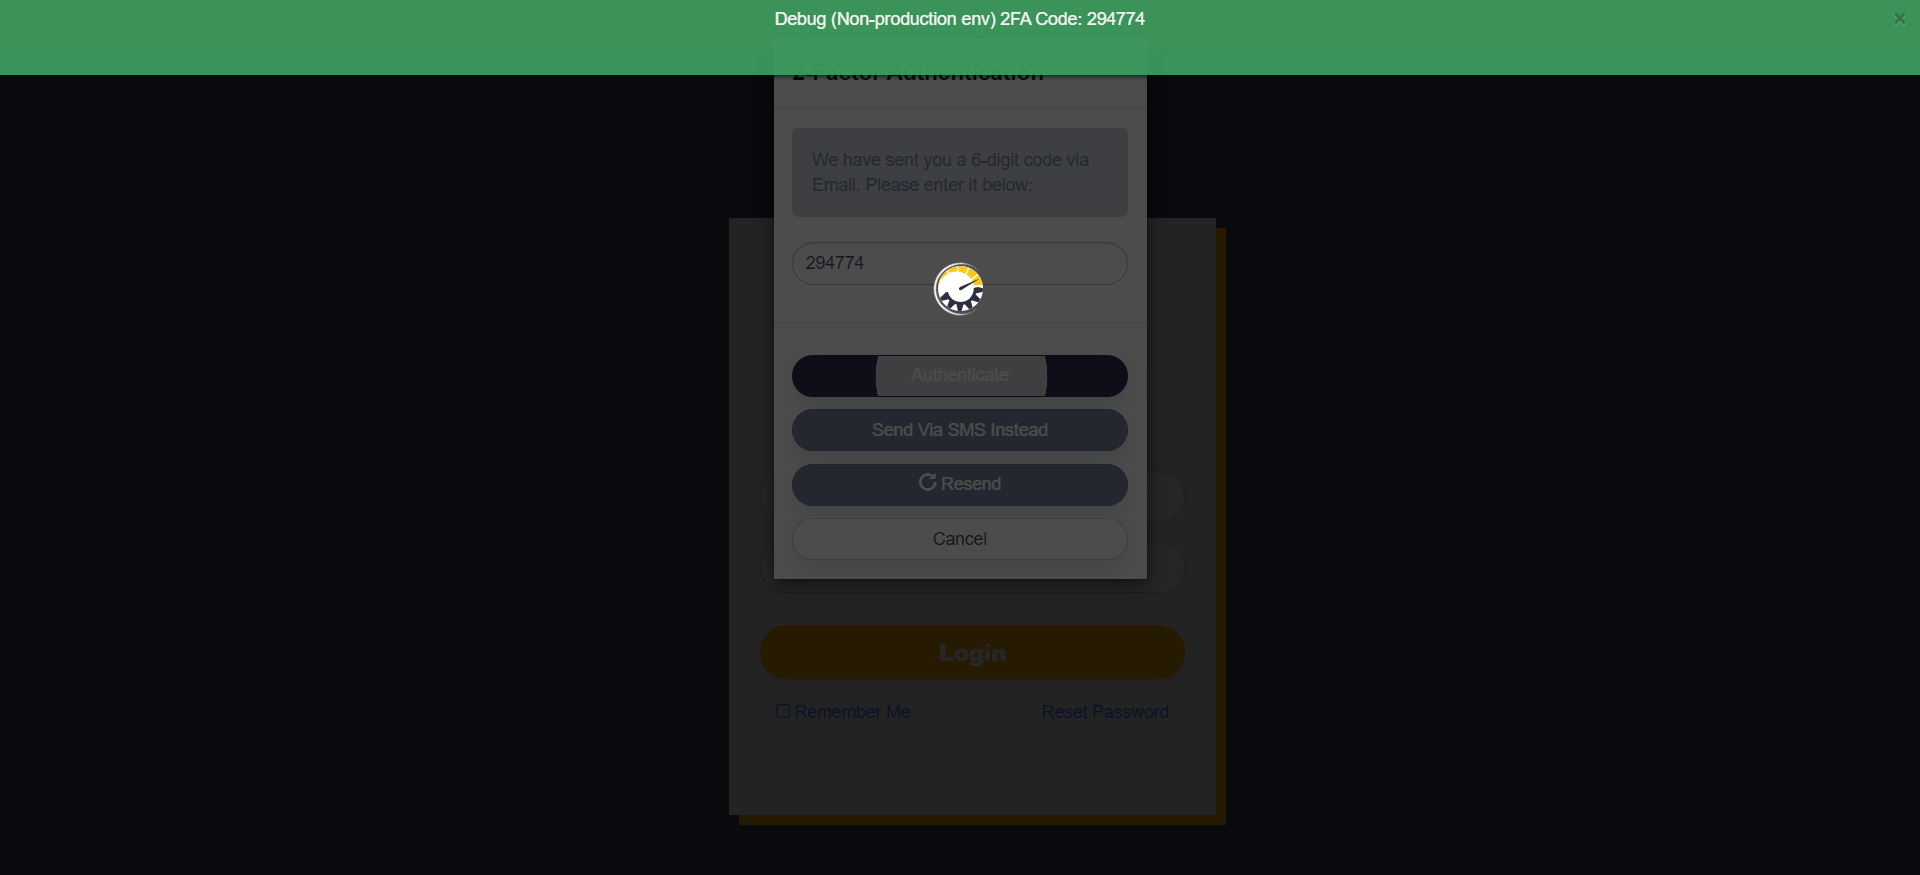 Debug (Non-production env) 2FA Code: 294774
×
2-Factor Authentication
We have sent you a 6-digit code via
Email. Please enter it below:
294774
Authenticate
Send Via SMS Instead
Resend
Cancel
Login
Remember Me
Reset Password